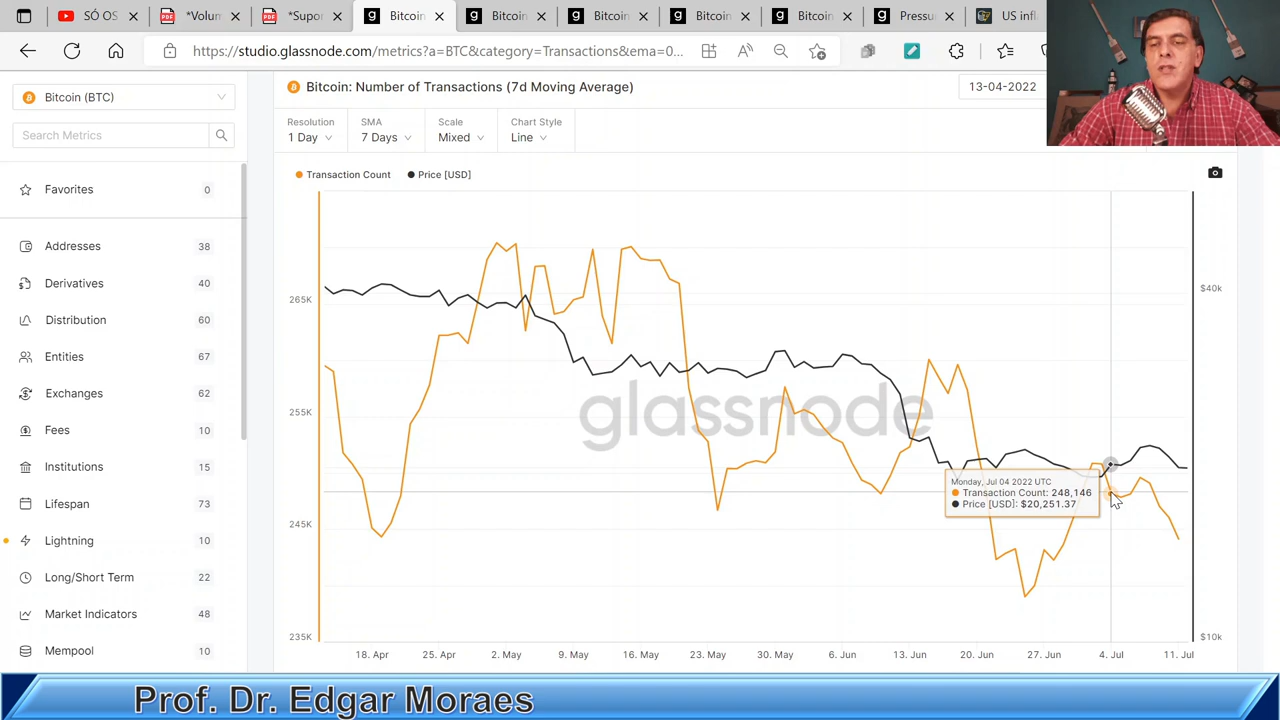 SÓ OS
*Volun
*Supor
Bitcoin
Bitcoin
Bitcoin
Bitcoin
Bitcoin
Pressu
US infl
https://studio.glassnode.com/metrics?a=BTC&category=Transactions&ema=0...
Bitcoin (BTC)
Search Metrics
Favorites 0
Addresses 38
Derivatives 40
Distribution 60
Entities 67
Exchanges 62
Fees 10
Institutions 15
Lifespan 73
Lightning 10
Long/Short Term 22
Market Indicators 48
Mempool 10
Bitcoin: Number of Transactions (7d Moving Average)
13-04-2022
Resolution
1 Day
SMA
7 Days
Scale
Mixed
Chart Style
Line
Transaction Count Price [USD]
265K
255K
245K
235K
$40k
$10k
glassnode
Monday, Jul 04 2022 UTC
Transaction Count: 248,146
Price [USD]: $20,251.37
18. Apr 25. Apr 2. May 9. May 16. May 23. May 30. May 6. Jun 13. Jun 20. Jun 27. Jun 4. Jul 11. Jul
Prof. Dr. Edgar Moraes